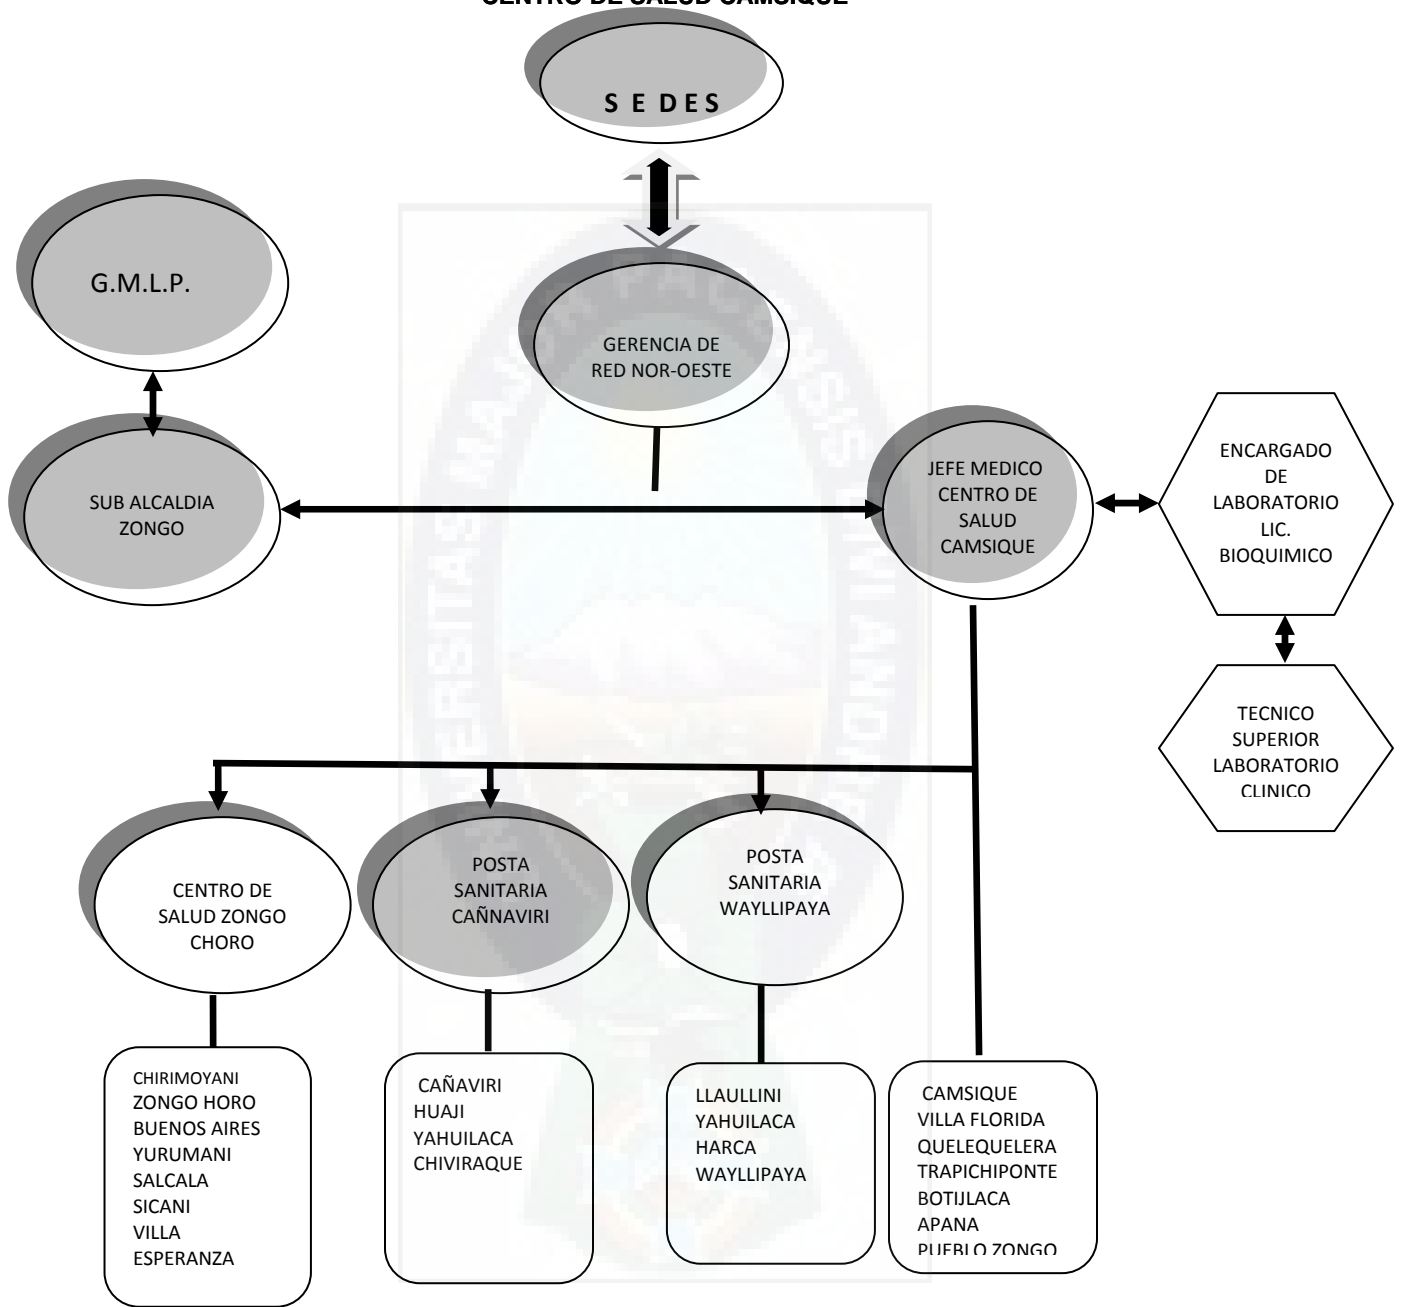 CENTRO DE SALUD CAMSIQUE
S E D E S
G.M.L.P.
GERENCIA DE
RED NOR-OESTE
SUB ALCALDIA
ZONGO
JEFE MEDICO
CENTRO DE
SALUD
CAMSIQUE
ENCARGADO
DE
LABORATORIO
LIC.
BIOQUIMICO
TECNICO
SUPERIOR
LABORATORIO
CLINICO
CENTRO DE
SALUD ZONGO
CHORO
POSTA
SANITARIA
CAÑNAVIRI
POSTA
SANITARIA
WAYLLIPAYA
CHIRIMOYANI
ZONGO HORO
BUENOS AIRES
YURUMANI
SALCALA
SICANI
VILLA
ESPERANZA
CAÑAVIRI
HUAJI
YAHUILACA
CHIVIRAQUE
LLAULLINI
YAHUILACA
HARCA
WAYLLIPAYA
CAMSIQUE
VILLA FLORIDA
QUELEQUELERA
TRAPICHIPONTE
BOTIJLACA
APANA
PUEBLO ZONGO